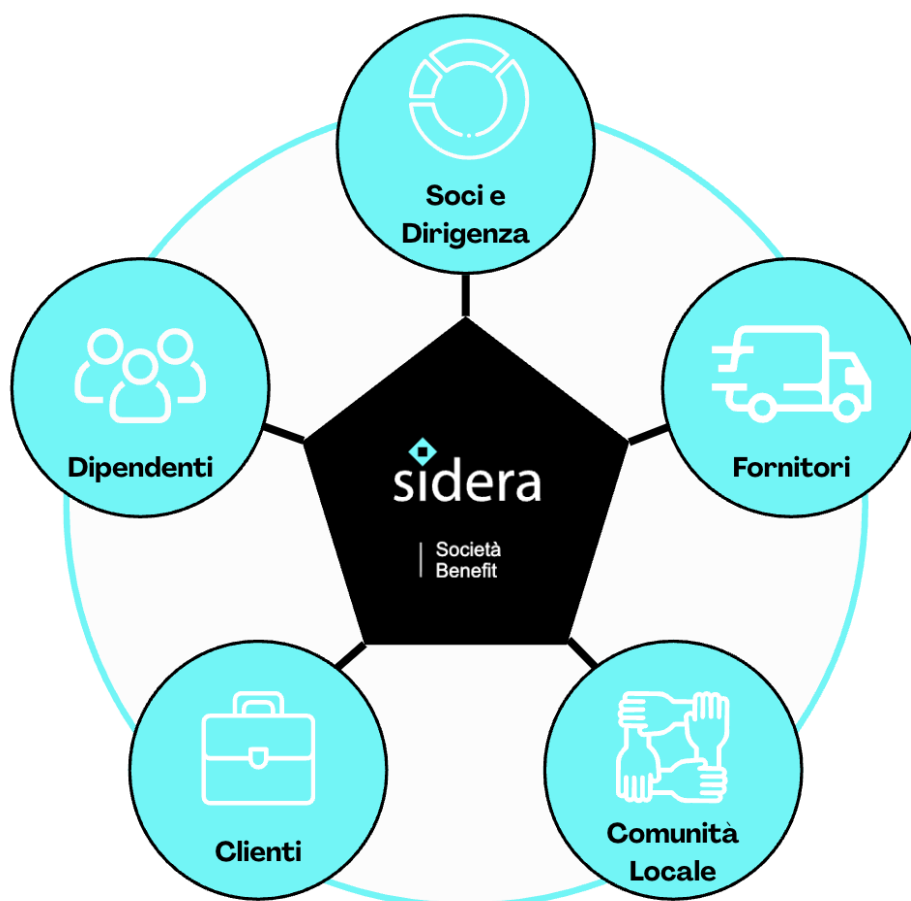 Soci e
Dirigenza
Dipendenti
Fornitori
sidera
Società
Benefit
Clienti
Comunità
Locale